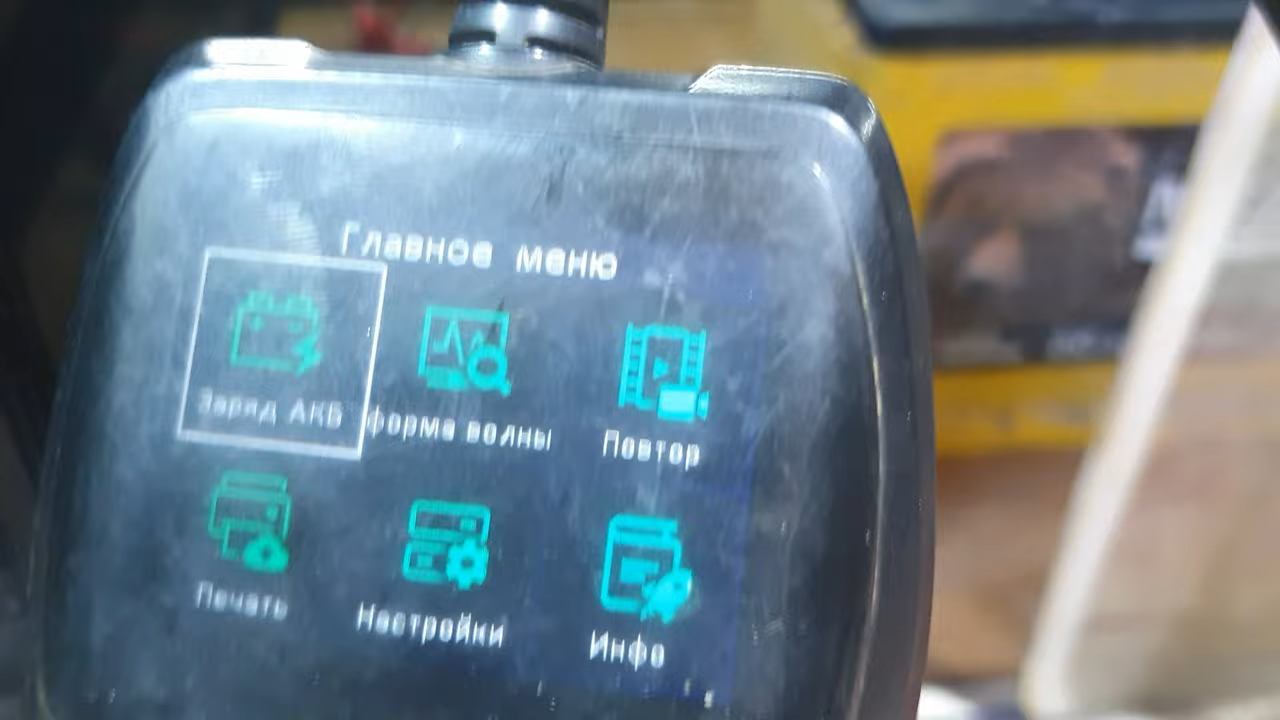 Главное меню
Заряд АКБ
форма волны
Повтор
Печать
Настройки
Инфо